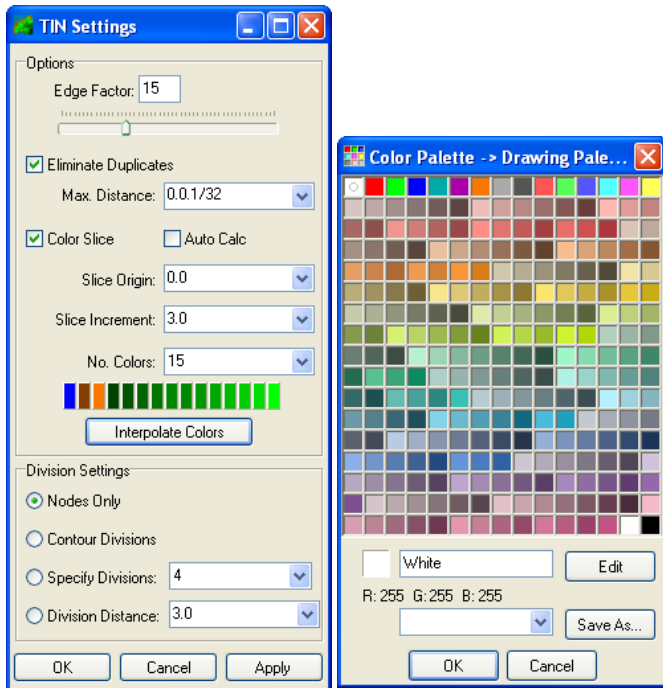 TIN Settings
Options
Edge Factor: 15
Eliminate Duplicates
Max. Distance: 0.0.1/32
Color Slice Auto Calc
Slice Origin: 0.0
Slice Increment: 3.0
No. Colors: 15
Interpolate Colors
Division Settings
Nodes Only
Contour Divisions
Specify Divisions: 4
Division Distance: 3.0
OK Cancel Apply
Color Palette -> Drawing Pale...
White Edit
R: 255 G: 255 B: 255
Save As...
OK Cancel